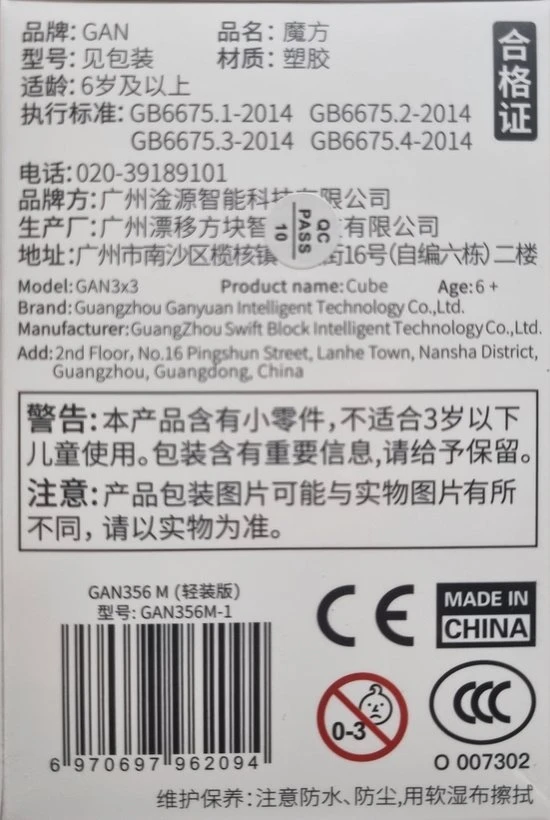 品牌: GAN 品名: 魔方
型号: 见包装 材质: 塑胶
适龄: 6岁及以上
合格证
执行标准: GB6675.1-2014 GB6675.2-2014
GB6675.3-2014 GB6675.4-2014
电话: 020-39189101
品牌方: 广州淦源智能科技 限公司
生产厂: 广州漂移方块智 有限公司
地址: 广州市南沙区榄核镇 街16号(自编六栋)二楼
QC
PASS
10
Model: GAN3x3 Product name: Cube Age: 6 +
Brand: Guangzhou Ganyuan Intelligent Technology Co.,Ltd.
Manufacturer: GuangZhou Swift Block Intelligent Technology Co.,Ltd.
Add: 2nd Floor, No.16 Pingshun Street, Lanhe Town, Nansha District,
Guangzhou, Guangdong, China
警告: 本产品含有小零件,不适合3岁以下
儿童使用。包装含有重要信息,请给予保留。
注意: 产品包装图片可能与实物图片有所
不同, 请以实物为准。
GAN356 M (轻装版)
型号: GAN356M-1
6 970697 962094
CE
MADE IN
CHINA
0-3
CCC
O 007302
维护保养: 注意防水、防尘,用软湿布擦拭